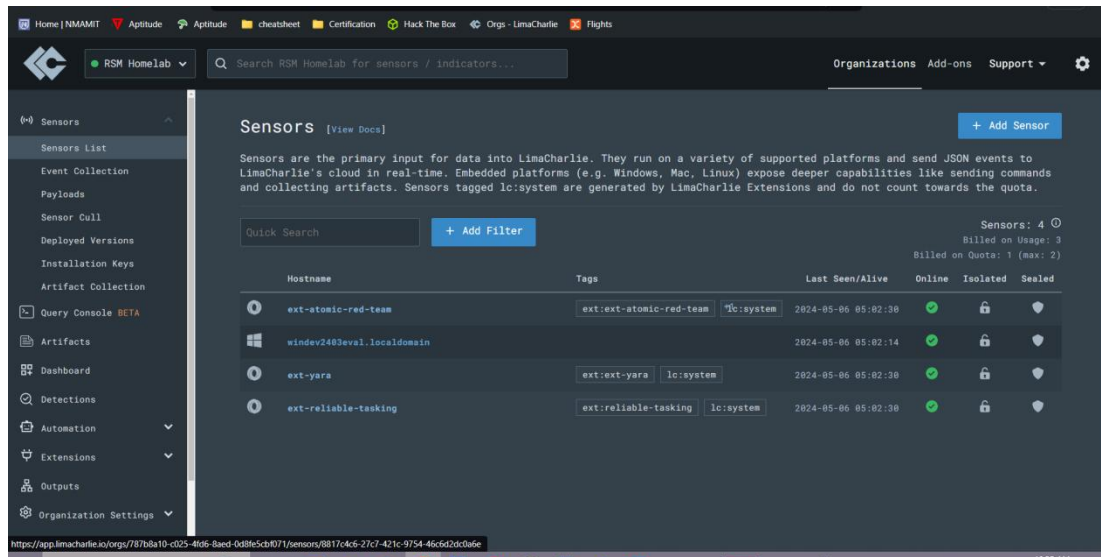 Home | NMAMIT Aptitude Aptitude cheatsheet Certification Hack The Box Orgs - LimaCharlie Flights
RSM Homelab Search RSM Homelab for sensors / indicators... Organizations Add-ons Support
Sensors
Sensors List
Event Collection
Payloads
Sensor Cull
Deployed Versions
Installation Keys
Artifact Collection
Query Console BETA
Artifacts
Dashboard
Detections
Automation
Extensions
Outputs
Organization Settings
Sensors [View Docs] + Add Sensor
Sensors are the primary input for data into LimaCharlie. They run on a variety of supported platforms and send JSON events to
LimaCharlie's cloud in real-time. Embedded platforms (e.g. Windows, Mac, Linux) expose deeper capabilities like sending commands
and collecting artifacts. Sensors tagged lc:system are generated by LimaCharlie Extensions and do not count towards the quota.
Quick Search + Add Filter
Sensors: 4
Billed on Usage: 3
Billed on Quota: 1 (max: 2)
Hostname Tags Last Seen/Alive Online Isolated Sealed
ext-atomic-red-team ext:ext-atomic-red-team lc:system 2024-05-06 05:02:30
windev2403eval.localdomain 2024-05-06 05:02:14
ext-yara ext:ext-yara lc:system 2024-05-06 05:02:30
ext-reliable-tasking ext:reliable-tasking lc:system 2024-05-06 05:02:30
https://app.limacharlie.io/orgs/787b8a10-c025-4fd6-8aed-0d8fe5cbf071/sensors/8817c4c6-27c7-421c-9754-46c6d2dc0a6e